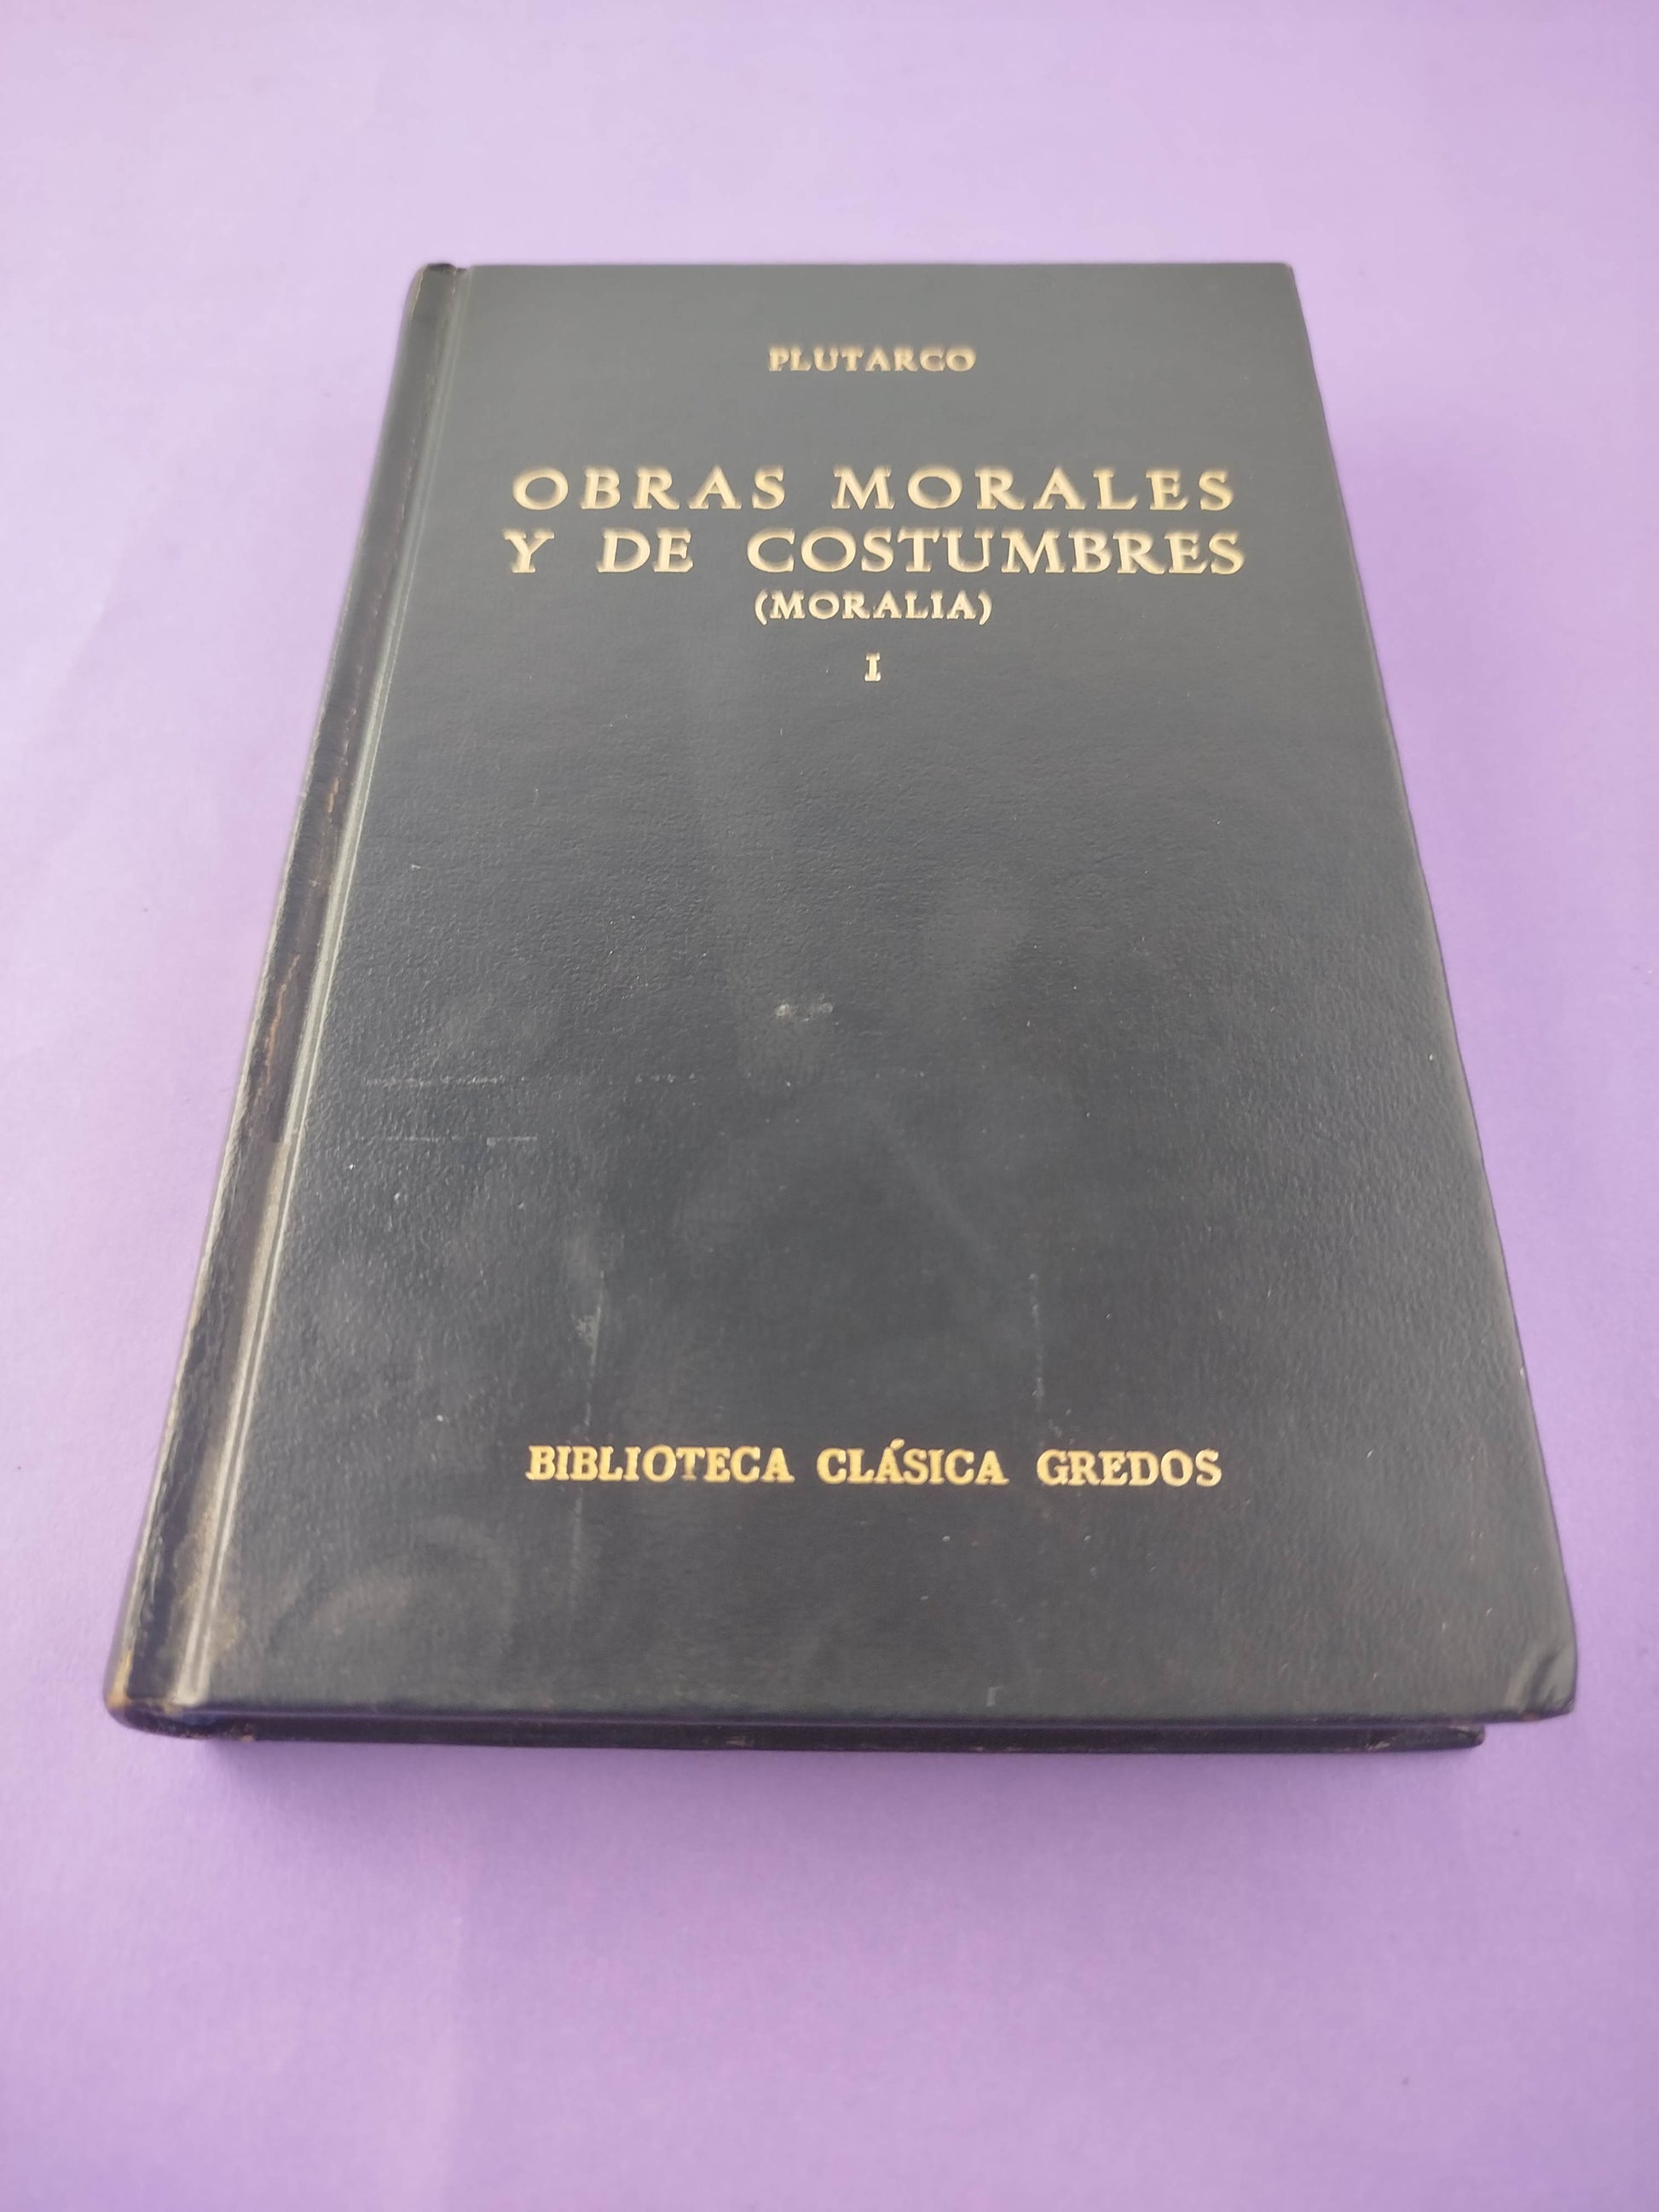 PLUTARCO
OBRAS MORALES
Y DE COSTUMBRES
(MORALIA)
I
BIBLIOTECA CLÁSICA GREDOS